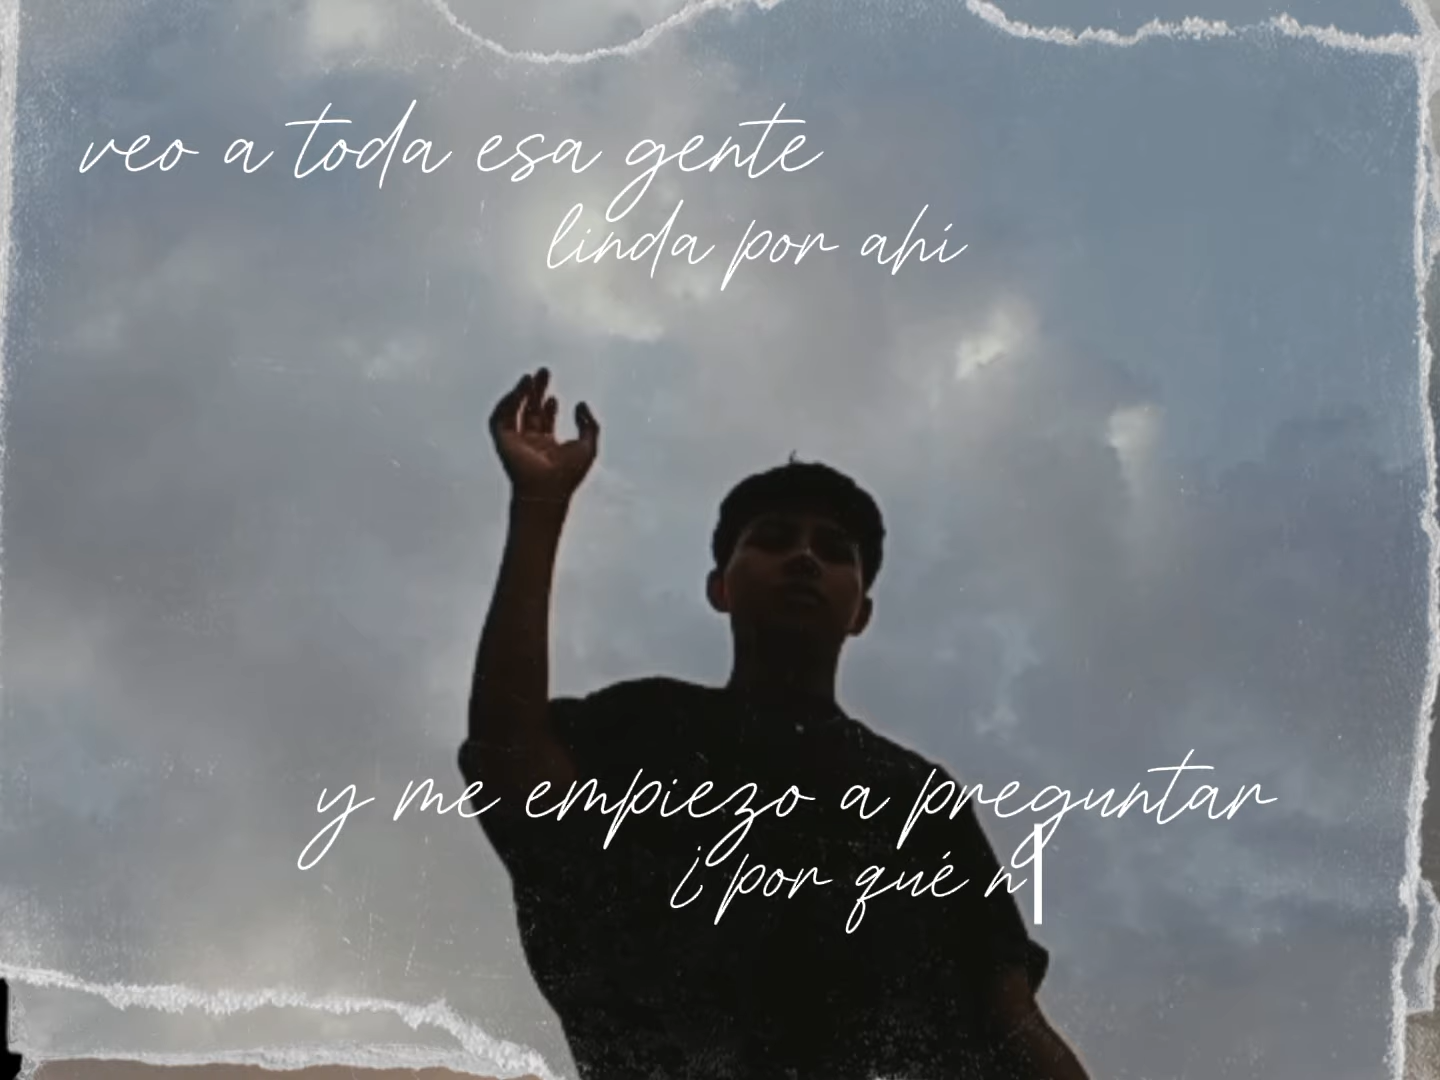 veo a toda esa gente
linda por ahí
y me empiezo a preguntar
¿por qué n